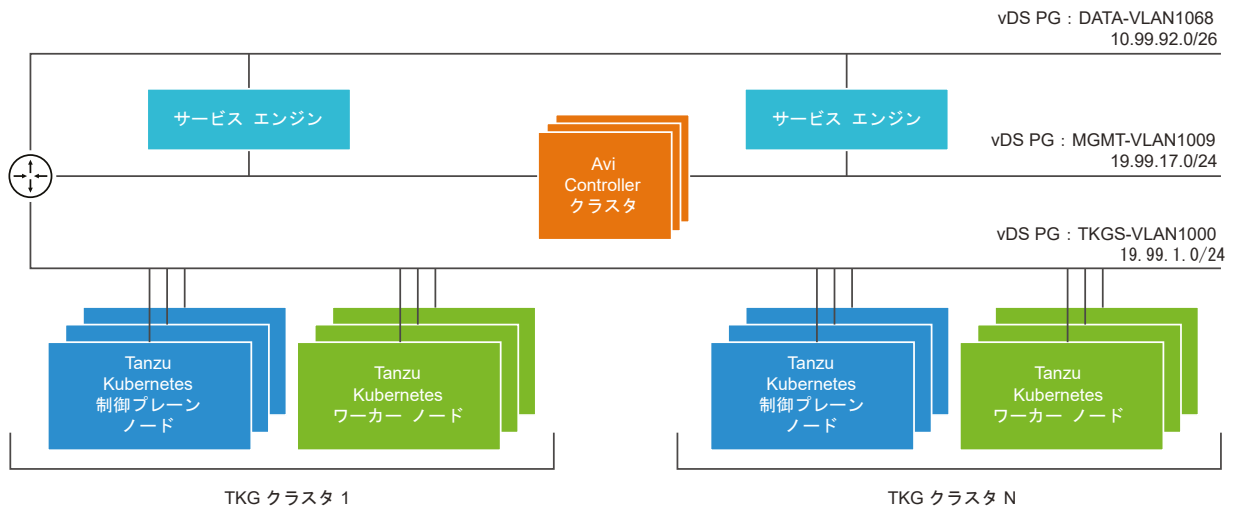 vDS PG：DATA-VLAN1068
10.99.92.0/26
サービス エンジン
サービス エンジン
Avi
Controller
クラスタ
vDS PG：MGMT-VLAN1009
19.99.17.0/24
vDS PG：TKGS-VLAN1000
19.99.1.0/24
Tanzu
Kubernetes
制御プレーン
ノード
Tanzu
Kubernetes
ワーカー ノード
Tanzu
Kubernetes
制御プレーン
ノード
Tanzu
Kubernetes
ワーカー ノード
TKG クラスタ 1
TKG クラスタ N